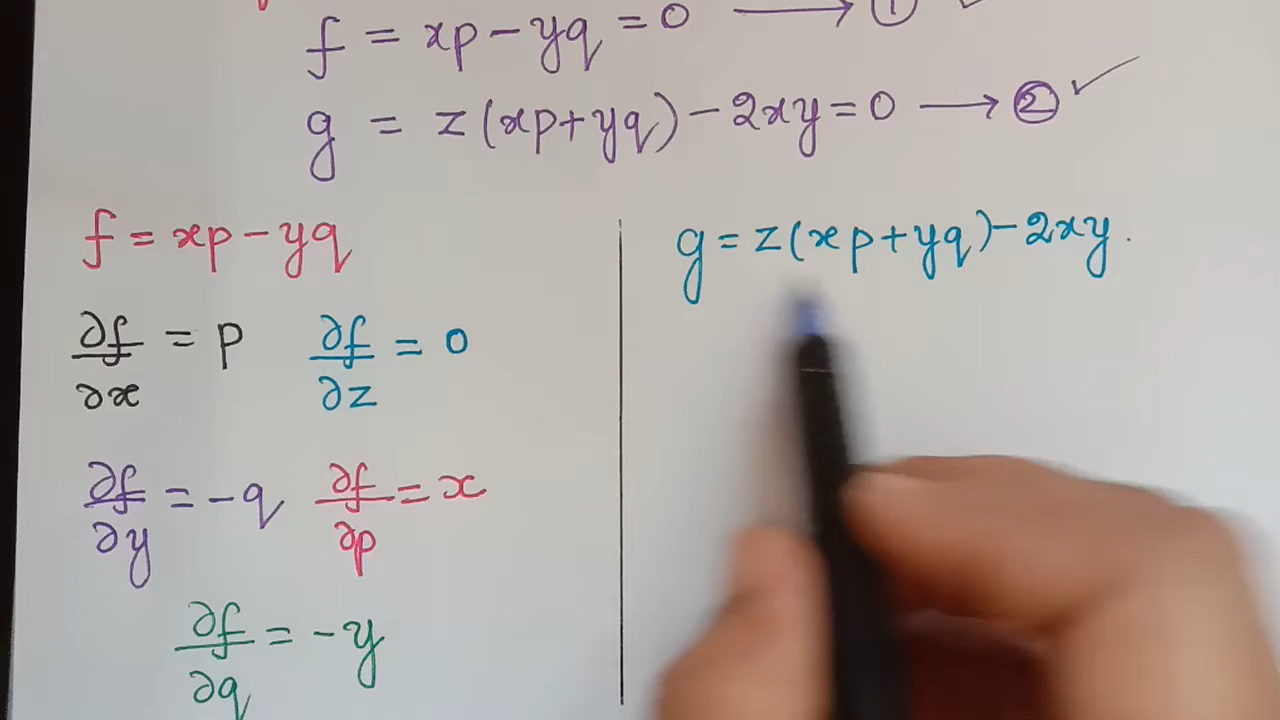 f = xp - yq = 0 ⟶ ①
g = z(xp+yq) - 2xy = 0 ⟶ ② ✓
f = xp - yq
∂f/∂x = p ∂f/∂z = 0
∂f/∂y = -q ∂f/∂p = x
∂f/∂q = -y
g = z(xp+yq) - 2xy.